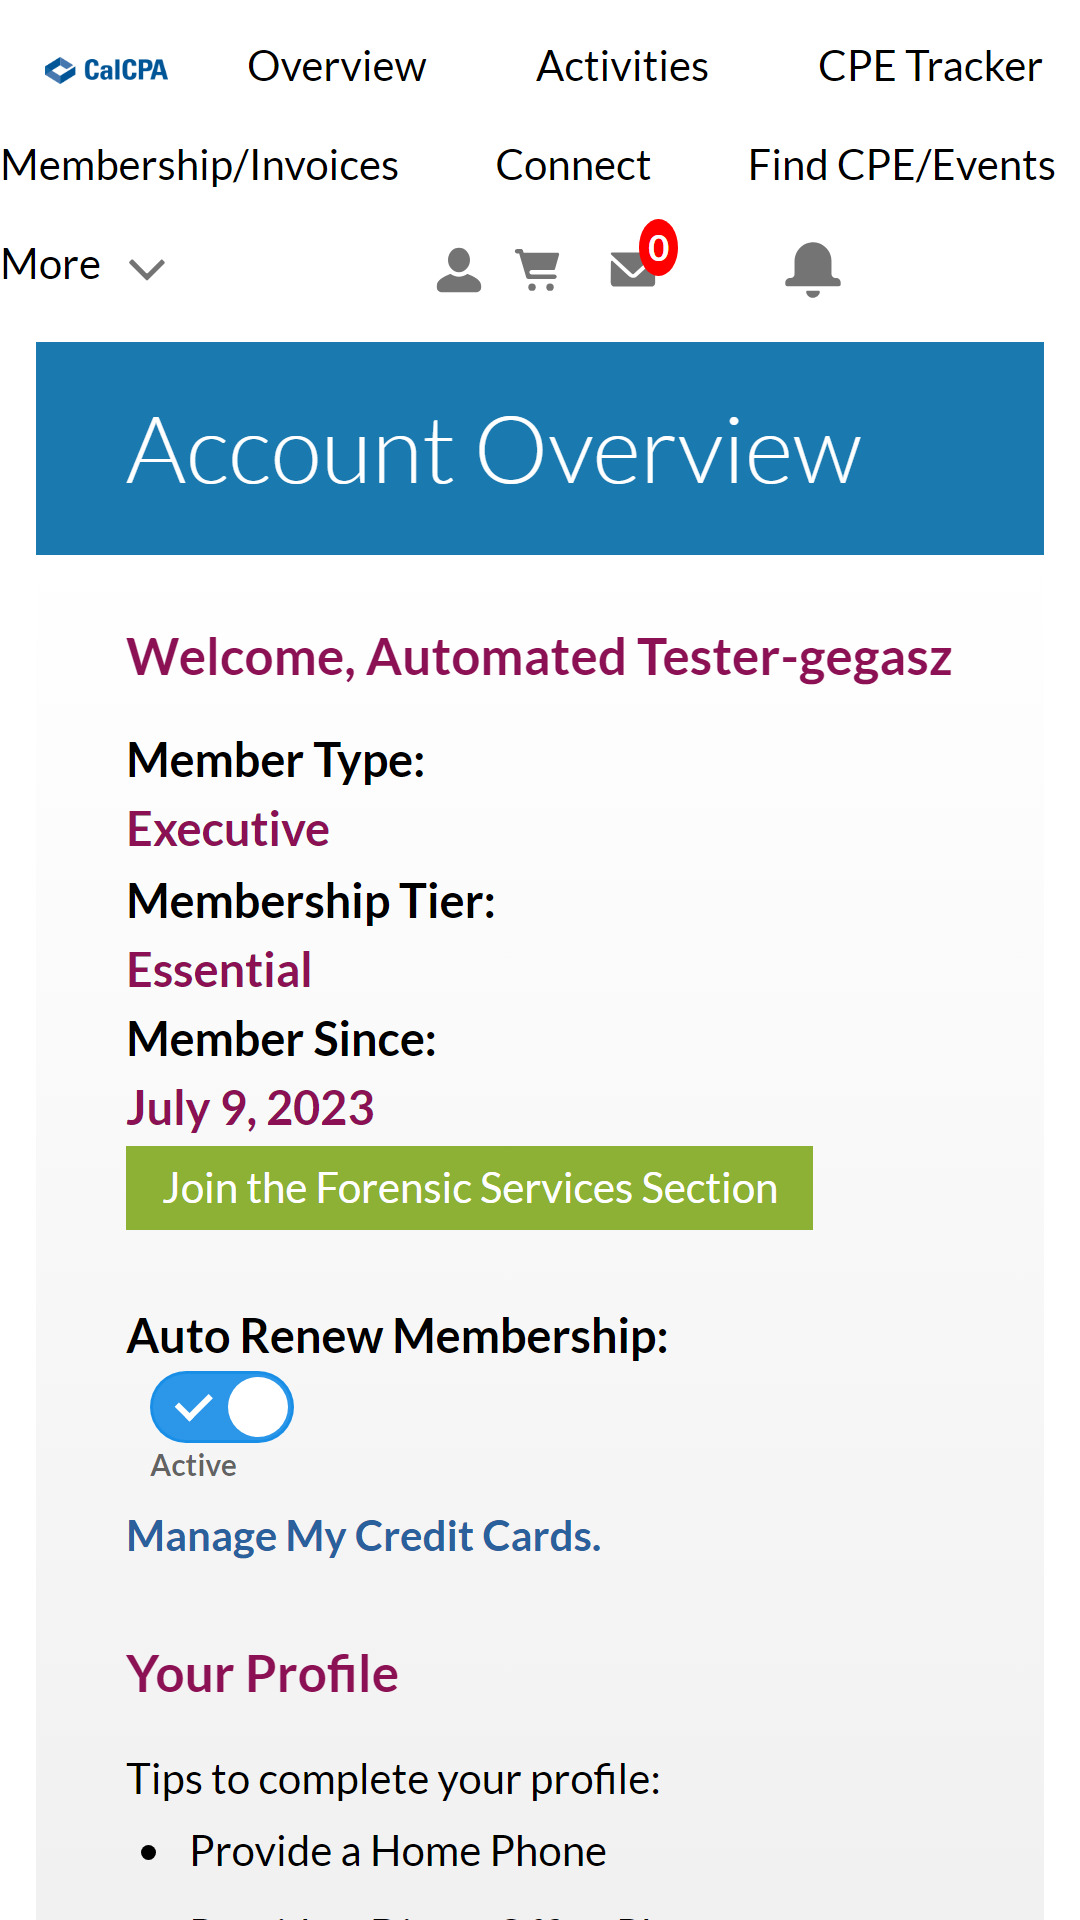 CalCPA Overview Activities CPE Tracker
Membership/Invoices Connect Find CPE/Events
More 0
Account Overview
Welcome, Automated Tester-gegasz
Member Type:
Executive
Membership Tier:
Essential
Member Since:
July 9, 2023
Join the Forensic Services Section
Auto Renew Membership:
Active
Manage My Credit Cards.
Your Profile
Tips to complete your profile:
• Provide a Home Phone